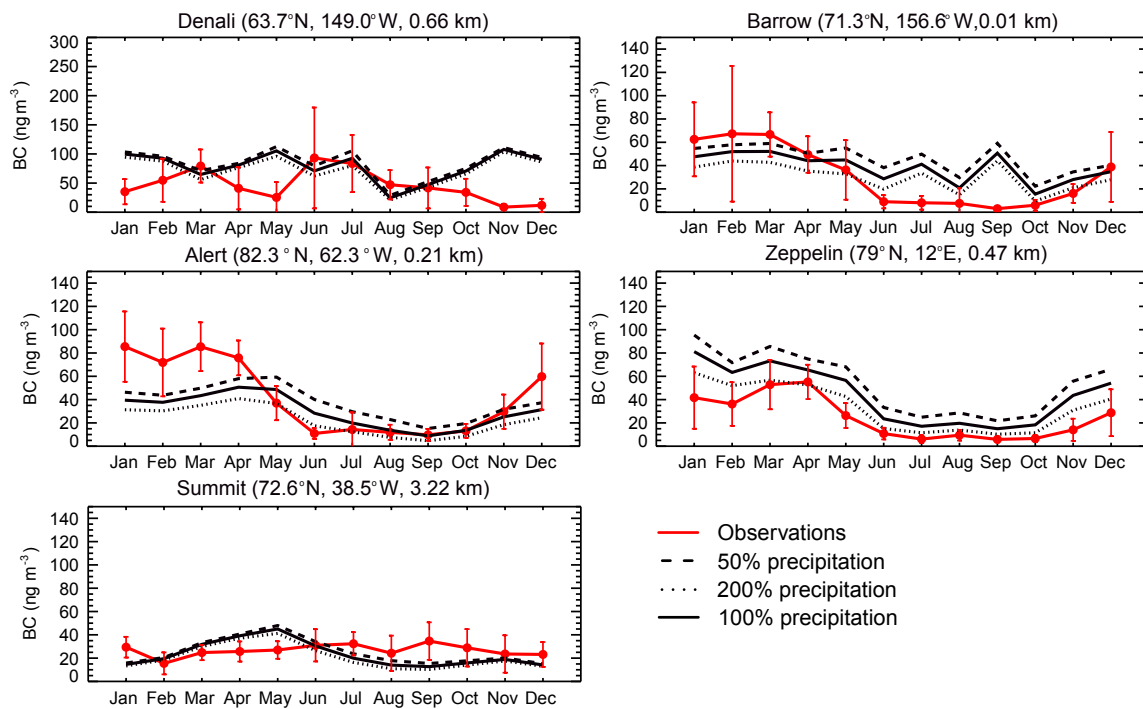 Denali (63.7°N, 149.0°W, 0.66 km)
BC (ng m⁻³)
300
250
200
150
100
50
0
Jan Feb Mar Apr May Jun Jul Aug Sep Oct Nov Dec
Barrow (71.3°N, 156.6°W,0.01 km)
BC (ng m⁻³)
140
120
100
80
60
40
20
0
Jan Feb Mar Apr May Jun Jul Aug Sep Oct Nov Dec
Alert (82.3°N, 62.3°W, 0.21 km)
BC (ng m⁻³)
140
120
100
80
60
40
20
0
Jan Feb Mar Apr May Jun Jul Aug Sep Oct Nov Dec
Zeppelin (79°N, 12°E, 0.47 km)
BC (ng m⁻³)
140
120
100
80
60
40
20
0
Jan Feb Mar Apr May Jun Jul Aug Sep Oct Nov Dec
Summit (72.6°N, 38.5°W, 3.22 km)
BC (ng m⁻³)
140
120
100
80
60
40
20
0
Jan Feb Mar Apr May Jun Jul Aug Sep Oct Nov Dec
Observations
50% precipitation
200% precipitation
100% precipitation